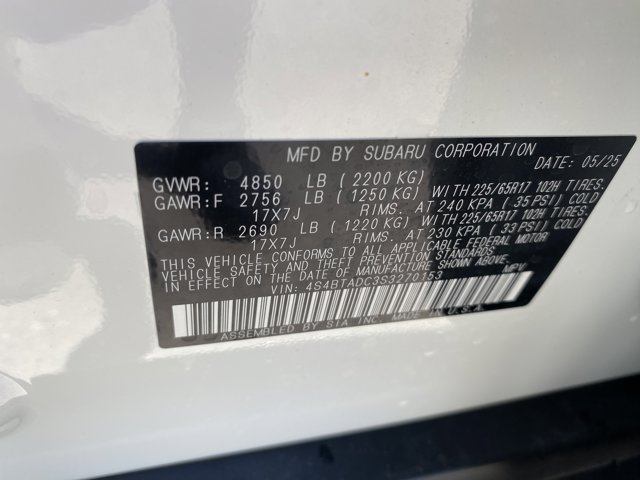 MFD BY SUBARU CORPORATION DATE: 05/25
GVWR: 4850 LB ( 2200 KG)
GAWR:F 2756 LB ( 1250 KG) WITH 225/65R17 102H TIRES,
17X7J RIMS, AT 240 KPA ( 35 PSI) COLD
GAWR:R 2690 LB ( 1220 KG) WITH 225/65R17 102H TIRES,
17X7J RIMS, AT 230 KPA ( 33 PSI) COLD
THIS VEHICLE CONFORMS TO ALL APPLICABLE FEDERAL MOTOR
VEHICLE SAFETY AND THEFT PREVENTION STANDARDS
IN EFFECT ON THE DATE OF MANUFACTURE SHOWN ABOVE.
VIN: 4S4BTADC3S3220353 MPV
ASSEMBLED BY SIA INC. MADE IN U.S.A.